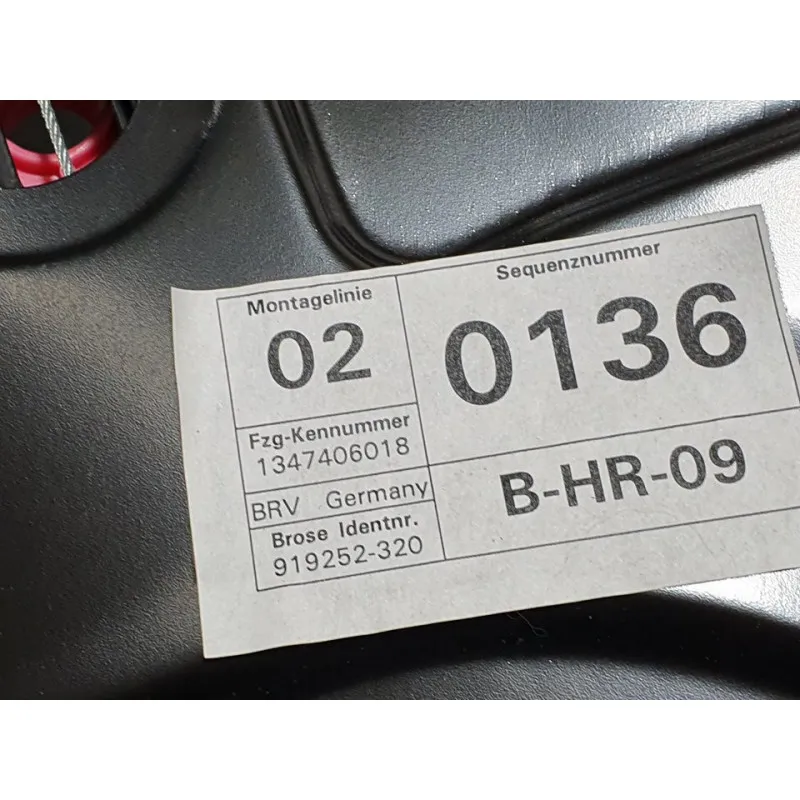 Montagelinie
02
Sequenznummer
0136
Fzg-Kennummer
1347406018
BRV Germany
Brose Identnr.
919252-320
B-HR-09